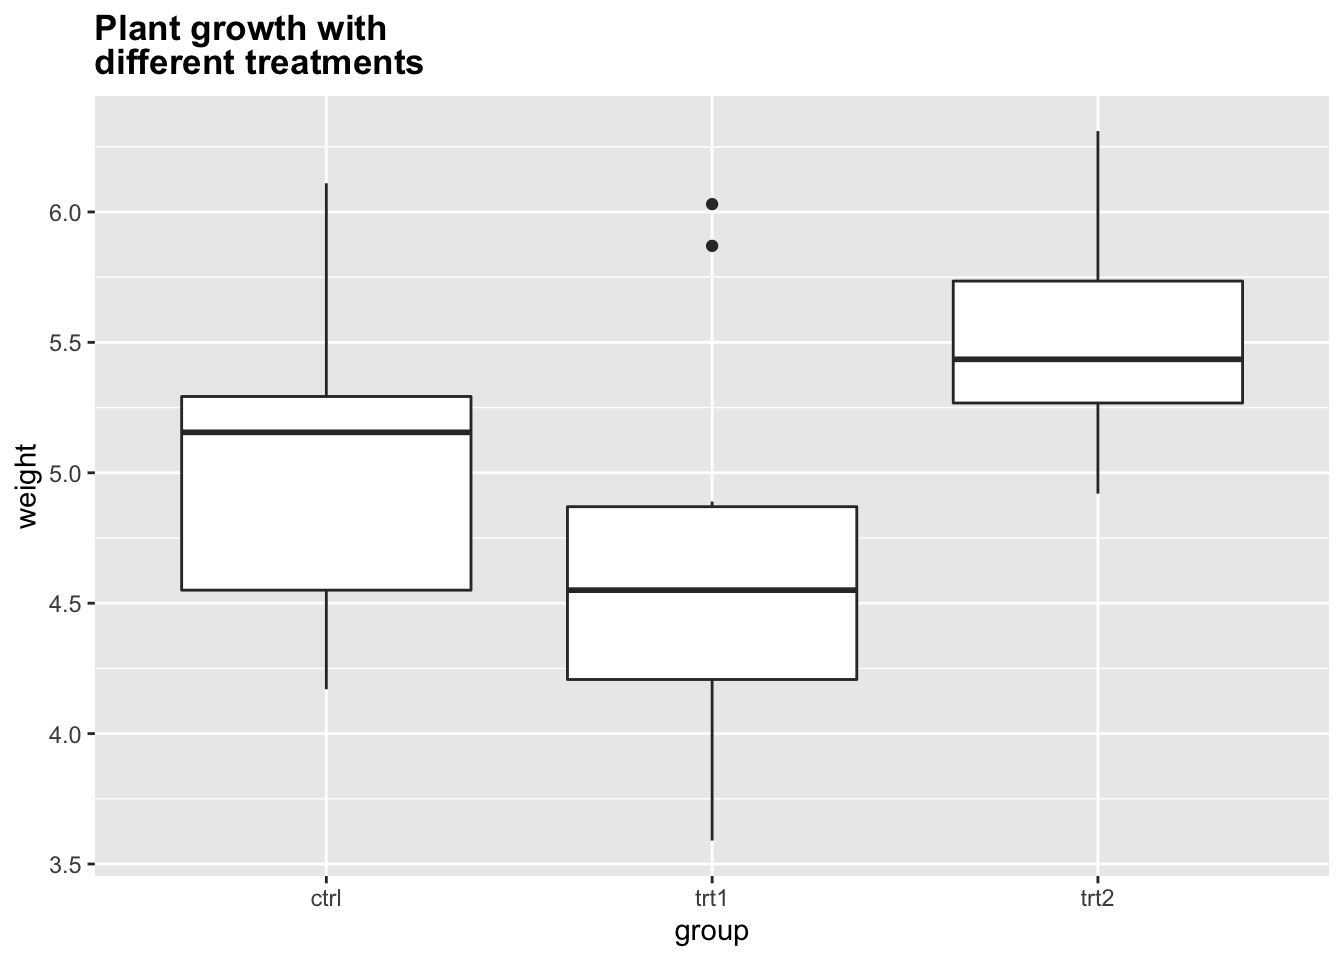 Plant growth with
different treatments
weight
6.0
5.5
5.0
4.5
4.0
3.5
ctrl
trt1
trt2
group